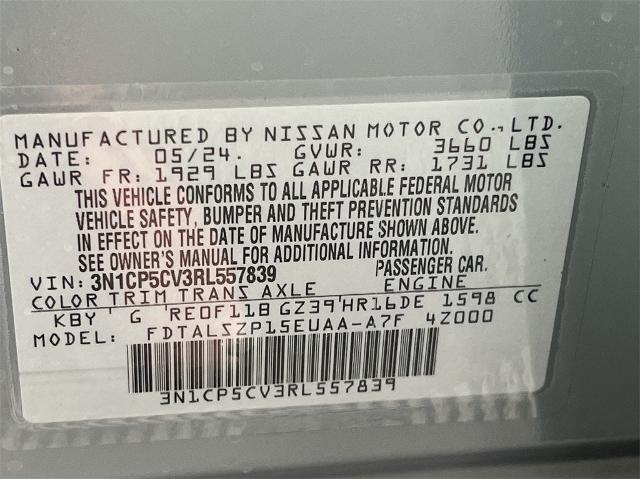 MANUFACTURED BY NISSAN MOTOR CO., LTD.
DATE: 05/24. GVWR: 3660 LBS
GAWR FR: 1929 LBS GAWR RR: 1731 LBS
THIS VEHICLE CONFORMS TO ALL APPLICABLE FEDERAL MOTOR
VEHICLE SAFETY, BUMPER AND THEFT PREVENTION STANDARDS
IN EFFECT ON THE DATE OF MANUFACTURE SHOWN ABOVE.
SEE OWNER'S MANUAL FOR ADDITIONAL INFORMATION.
VIN: 3N1CP5CV3RL557839 PASSENGER CAR.
COLOR TRIM TRANS AXLE ENGINE
KBY G RE0F11B GZ39 HR16DE 1598 CC
MODEL: FDTALSZP15EUAA-A7F 4Z000
3N1CP5CV3RL557839